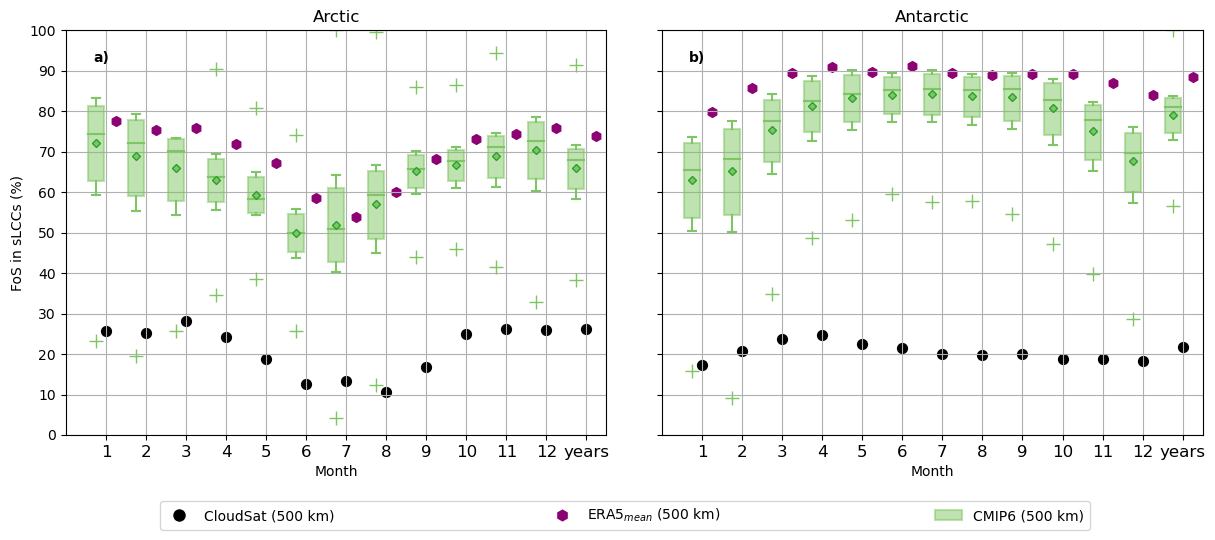 Arctic
Antarctic
a)
b)
FoS in sLCCs (%)
100
90
80
70
60
50
40
30
20
10
0
1 2 3 4 5 6 7 8 9 10 11 12 years
1 2 3 4 5 6 7 8 9 10 11 12 years
Month
Month
CloudSat (500 km)
ERA5mean (500 km)
CMIP6 (500 km)